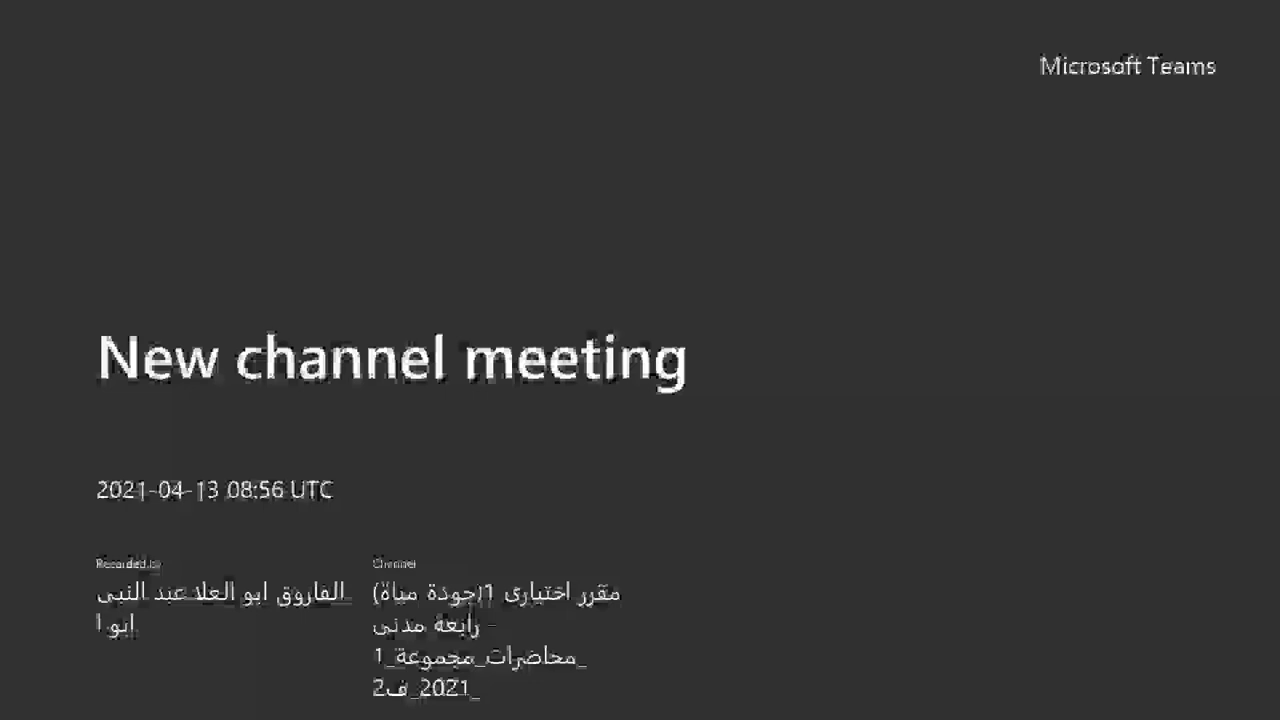 Microsoft Teams
New channel meeting
2021-04-13 08:56 UTC
Recorded by
الفاروق ابو العلا عبد النبى
ابو ا
Channel
مقرر اختيارى 1(جودة مياة)
رابعة مدنى -
_محاضرات_مجموعة_1
_2021_ف2